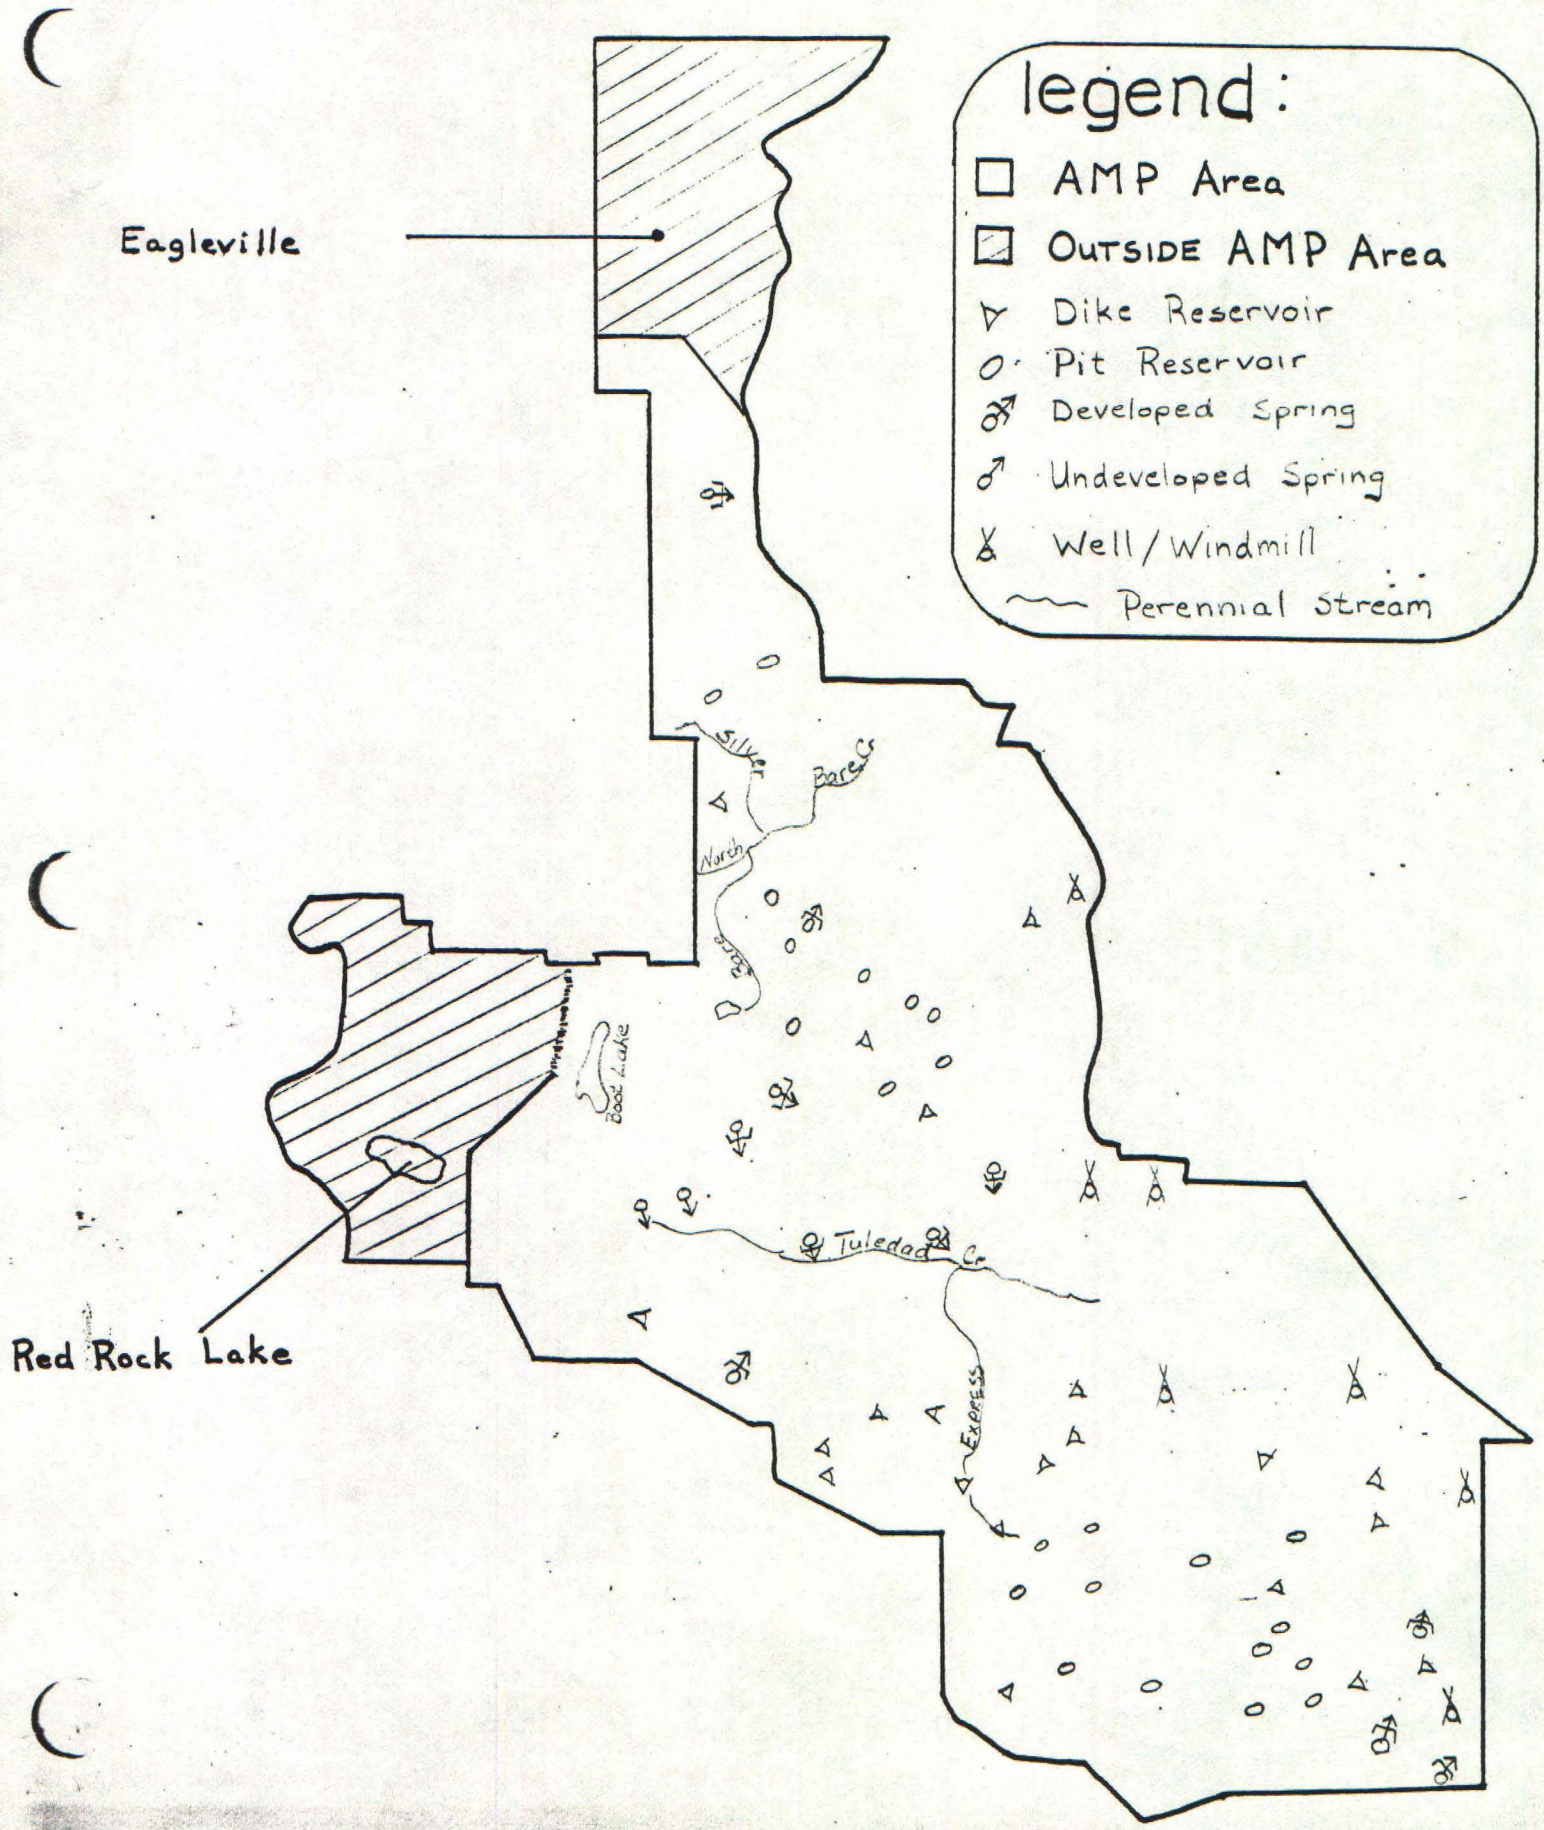 legend:
AMP Area
OUTSIDE AMP Area
Dike Reservoir
Pit Reservoir
Developed Spring
Undeveloped Spring
Well/Windmill
Perennial Stream
Eagleville
Silver
Bare Cr
North
Bare
Boot Lake
Tuledad Cr
Red Rock Lake
EXPRESS